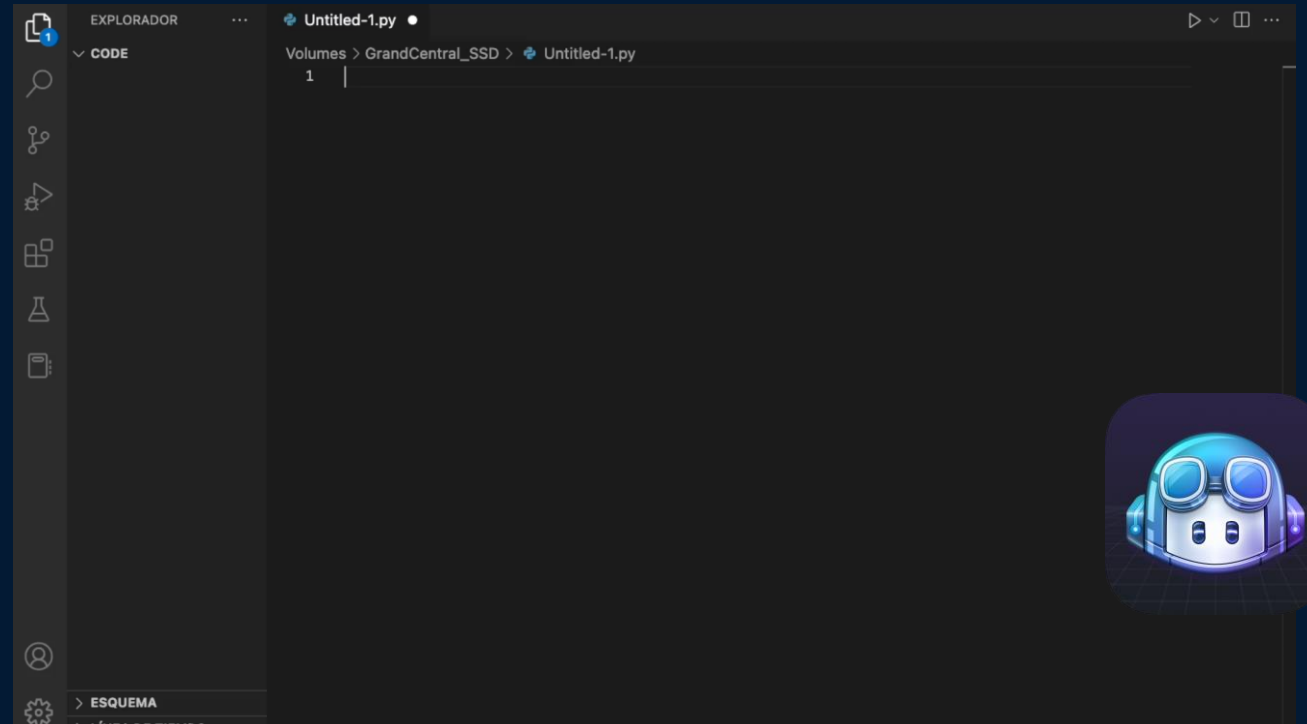 EXPLORADOR ···
CODE
ESQUEMA
Untitled-1.py
Volumes > GrandCentral_SSD > Untitled-1.py
1
1